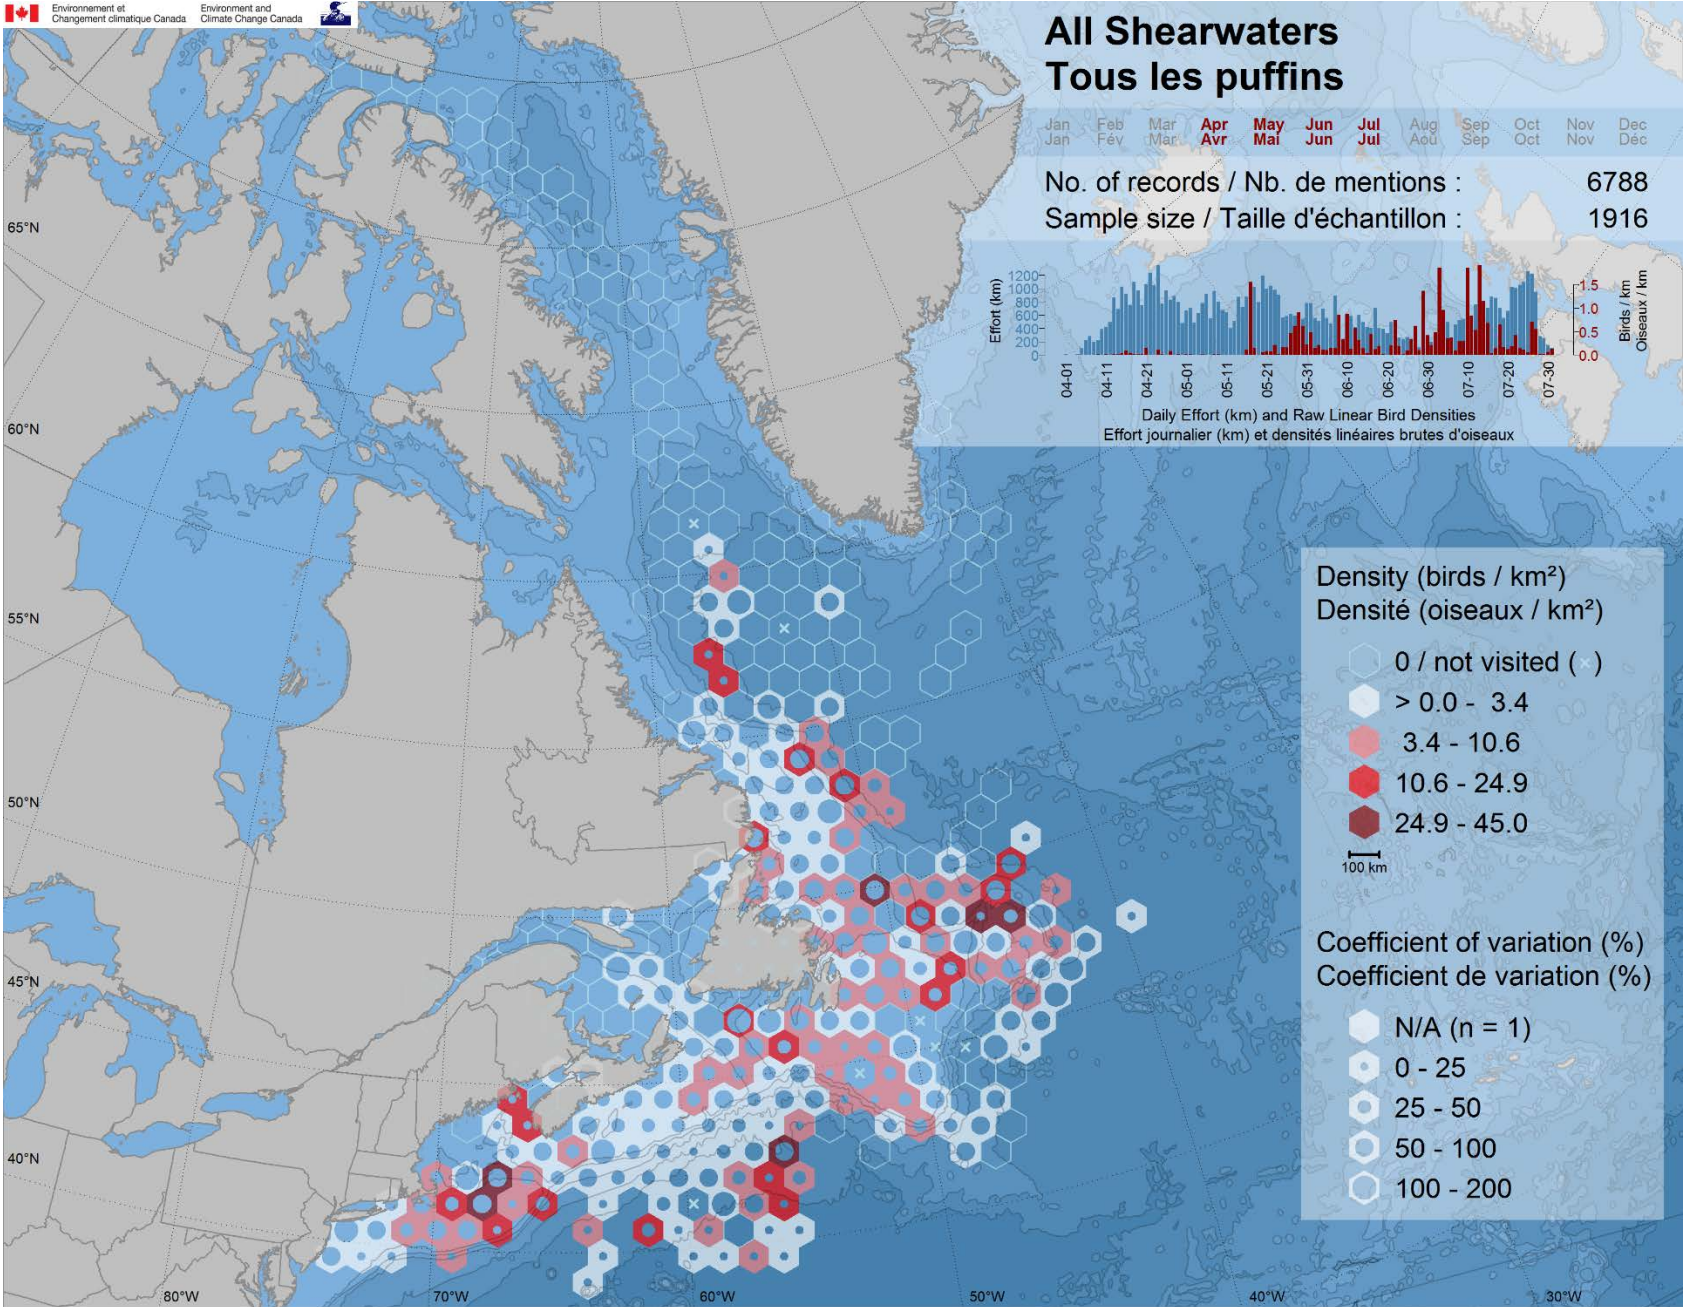 Environnement et
Changement climatique Canada
Environment and
Climate Change Canada
All Shearwaters
Tous les puffins
Jan Feb Mar Apr May Jun Jul Aug Sep Oct Nov Dec
Jan Fév Mar Avr Mai Jun Jul Aoû Sep Oct Nov Déc
No. of records / Nb. de mentions : 6788
Sample size / Taille d'échantillon : 1916
Effort (km)
1200
1000
800
600
400
200
0
1.5
1.0
0.5
0.0
Birds / km
Oiseaux / km
04-01 04-11 04-21 05-01 05-11 05-21 05-31 06-10 06-20 06-30 07-10 07-20 07-30
Daily Effort (km) and Raw Linear Bird Densities
Effort journalier (km) et densités linéaires brutes d'oiseaux
Density (birds / km²)
Densité (oiseaux / km²)
0 / not visited (×)
> 0.0 - 3.4
3.4 - 10.6
10.6 - 24.9
24.9 - 45.0
100 km
Coefficient of variation (%)
Coefficient de variation (%)
N/A (n = 1)
0 - 25
25 - 50
50 - 100
100 - 200
65°N
60°N
55°N
50°N
45°N
40°N
80°W 70°W 60°W 50°W 40°W 30°W